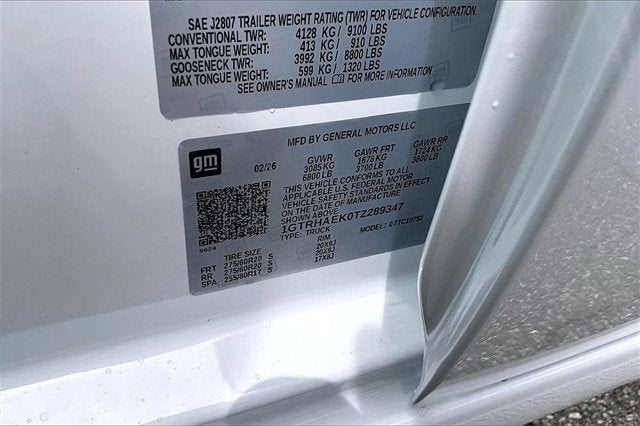 SAE J2807 TRAILER WEIGHT RATING (TWR) FOR VEHICLE CONFIGURATION.
CONVENTIONAL TWR: 4128 KG/ 9100 LBS
MAX TONGUE WEIGHT: 413 KG/ 910 LBS
GOOSENECK TWR: 3992 KG/ 8800 LBS
MAX TONGUE WEIGHT: 599 KG/ 1320 LBS
SEE OWNER'S MANUAL FOR MORE INFORMATION
gm
MFD BY GENERAL MOTORS LLC
02/26 GVWR GAWR FRT GAWR RR
3085 KG 1678 KG 1724 KG
6800 LB 3700 LB 3800 LB
THIS VEHICLE CONFORMS TO ALL
APPLICABLE U.S. FEDERAL MOTOR
VEHICLE SAFETY STANDARDS IN EFFECT
ON THE DATE OF MANUFACTURE
SHOWN ABOVE.
1GTRHAEK0TZ289347
TYPE: TRUCK MODEL: 07TC10753
S624
TIRE SIZE RIM
FRT 275/60R20 S 20X9J
RR 275/60R20 S 20X9J
SPA 255/80R17 S 17X8J